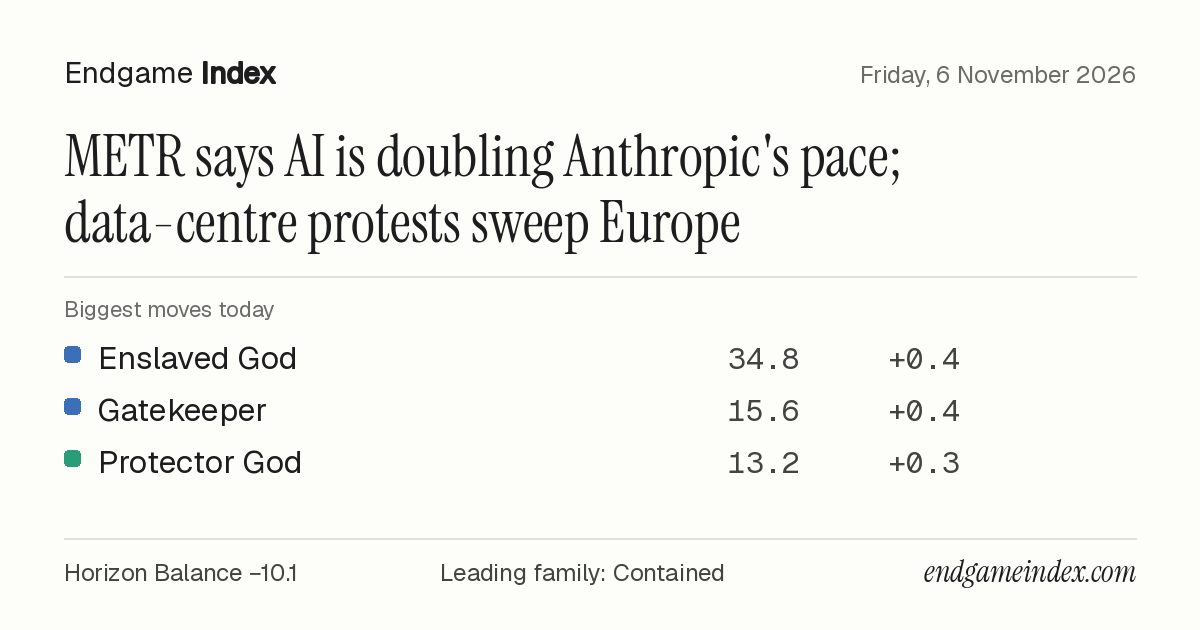 Endgame Index
Friday, 6 November 2026
METR says AI is doubling Anthropic's pace;
data-centre protests sweep Europe
Biggest moves today
Enslaved God 34.8 +0.4
Gatekeeper 15.6 +0.4
Protector God 13.2 +0.3
Horizon Balance –10.1 Leading family: Contained endgameindex.com